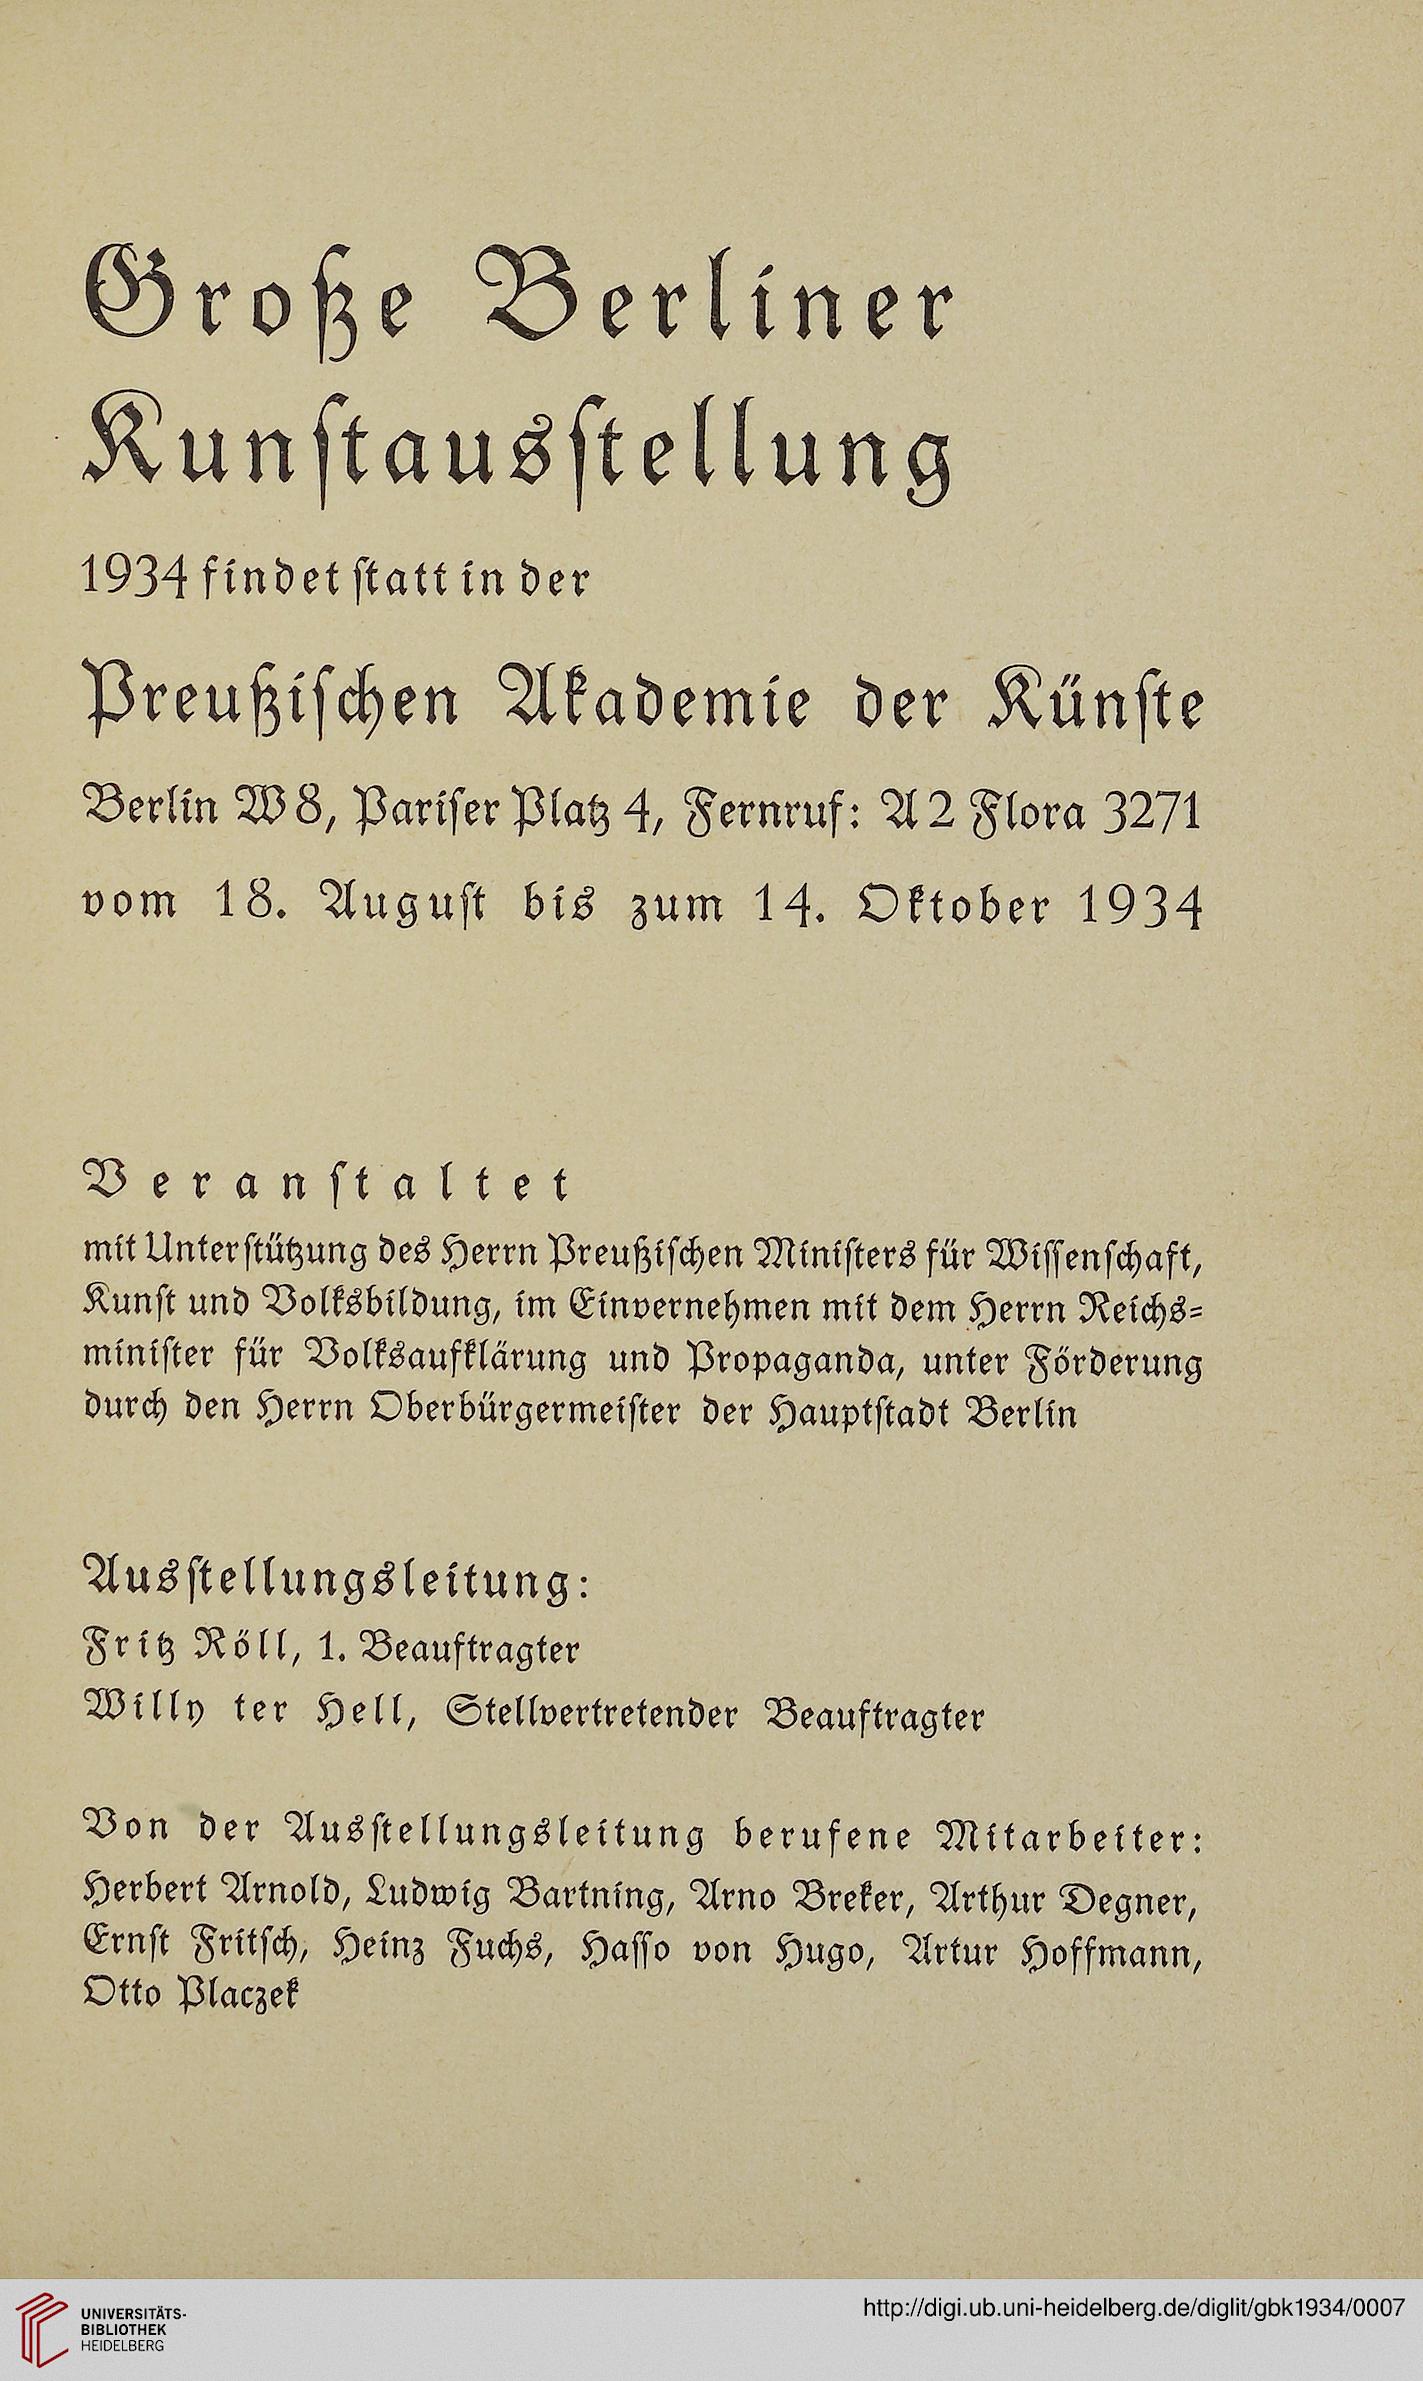 Große Berliner
Kunstausstellung
1934 findet statt in der
Preußischen Akademie der Künste
Berlin W 8, Pariser Platz 4, Fernruf: A 2 Flora 3271
vom 18. August bis zum 14. Oktober 1934
Veranstaltet
mit Unterstützung des Herrn Preußischen Ministers für Wissenschaft,
Kunst und Volksbildung, im Einvernehmen mit dem Herrn Reichs-
minister für Volksaufklärung und Propaganda, unter Förderung
durch den Herrn Oberbürgermeister der Hauptstadt Berlin
Ausstellungsleitung:
Fritz Röll, 1. Beauftragter
Willy ter Hell, Stellvertretender Beauftragter
Von der Ausstellungsleitung berufene Mitarbeiter:
Herbert Arnold, Ludwig Bartning, Arno Breker, Arthur Degner,
Ernst Fritsch, Heinz Fuchs, Hasso von Hugo, Artur Hoffmann,
Otto Placzek
UNIVERSITÄTS-
BIBLIOTHEK
HEIDELBERG
http://digi.ub.uni-heidelberg.de/diglit/gbk1934/0007